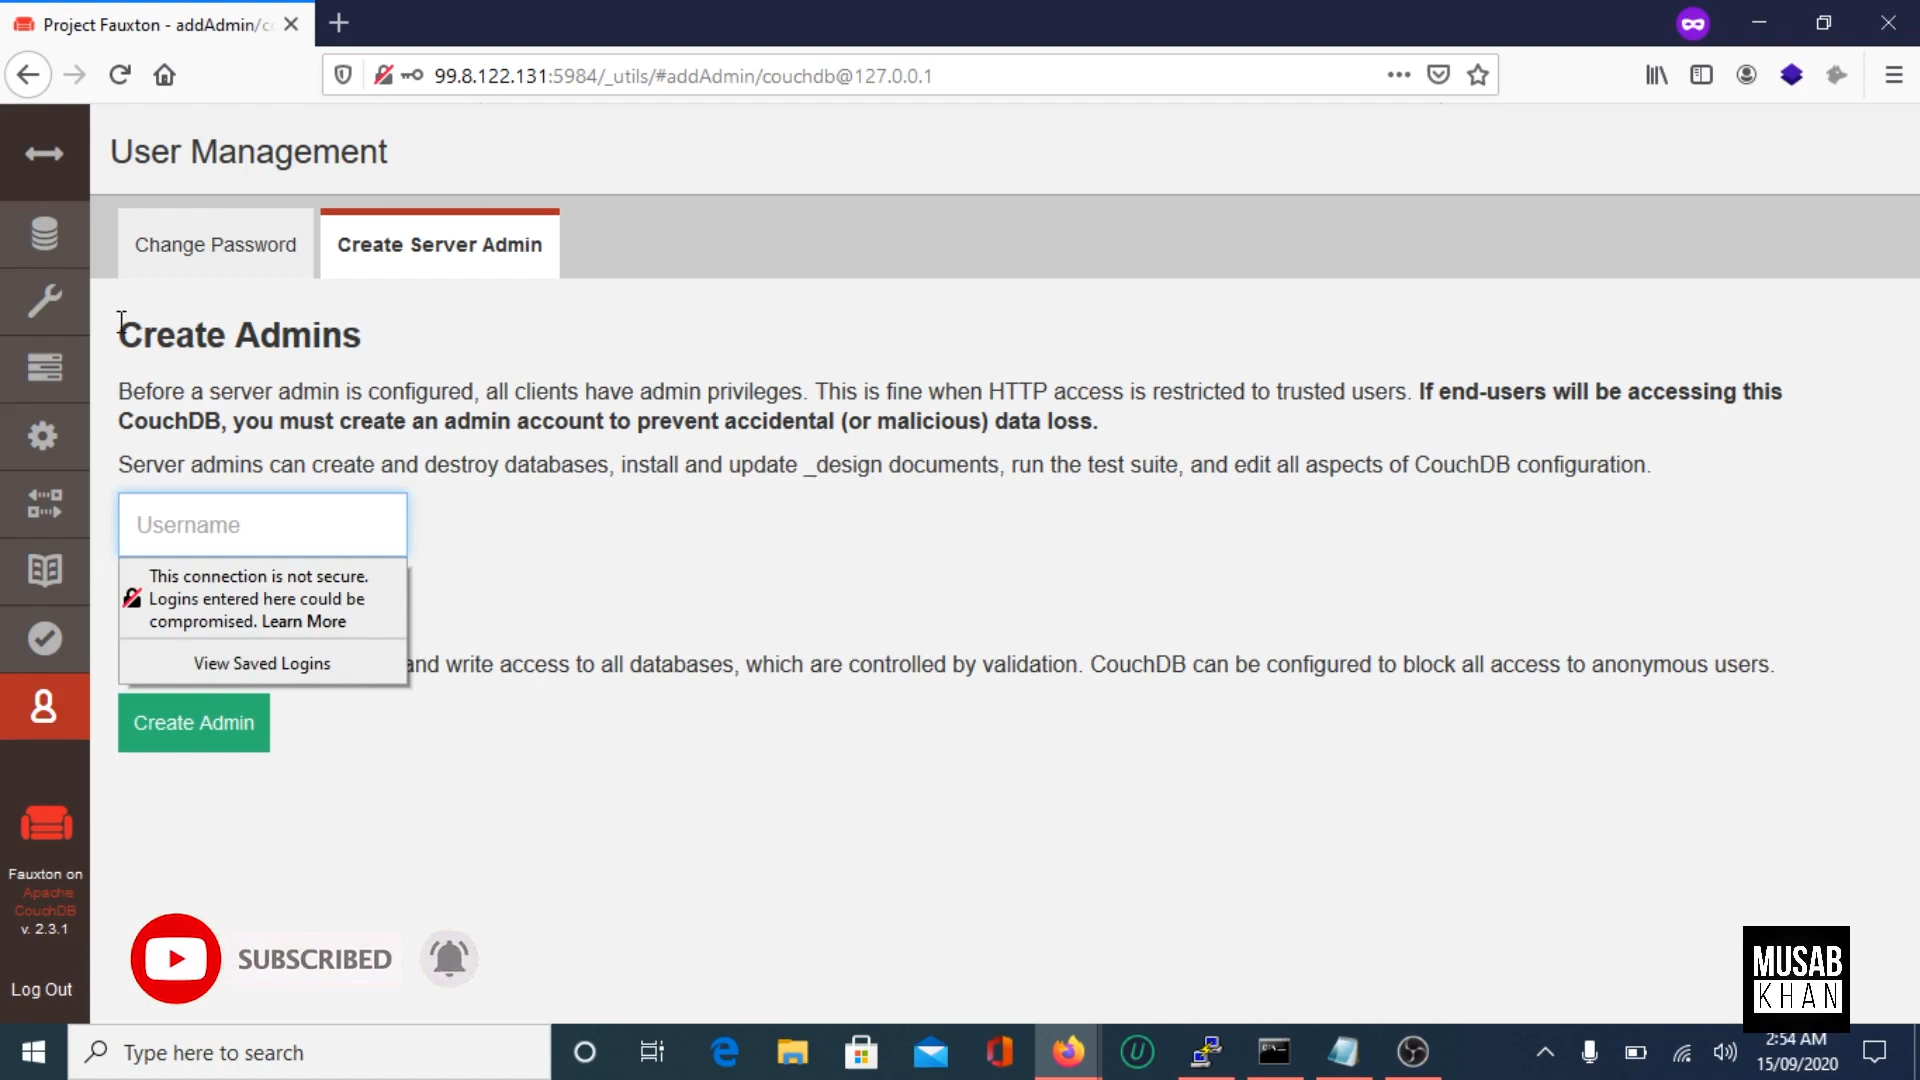 Project Fauxton - addAdmin/c
99.8.122.131:5984/_utils/#addAdmin/couchdb@127.0.0.1
User Management
Change Password
Create Server Admin
Create Admins
Before a server admin is configured, all clients have admin privileges. This is fine when HTTP access is restricted to trusted users. If end-users will be accessing this
CouchDB, you must create an admin account to prevent accidental (or malicious) data loss.
Server admins can create and destroy databases, install and update _design documents, run the test suite, and edit all aspects of CouchDB configuration.
Username
This connection is not secure.
Logins entered here could be
compromised. Learn More
View Saved Logins
and write access to all databases, which are controlled by validation. CouchDB can be configured to block all access to anonymous users.
Create Admin
Fauxton on
Apache
CouchDB
v. 2.3.1
Log Out
SUBSCRIBED
MUSAB
KHAN
Type here to search
2:54 AM
15/09/2020